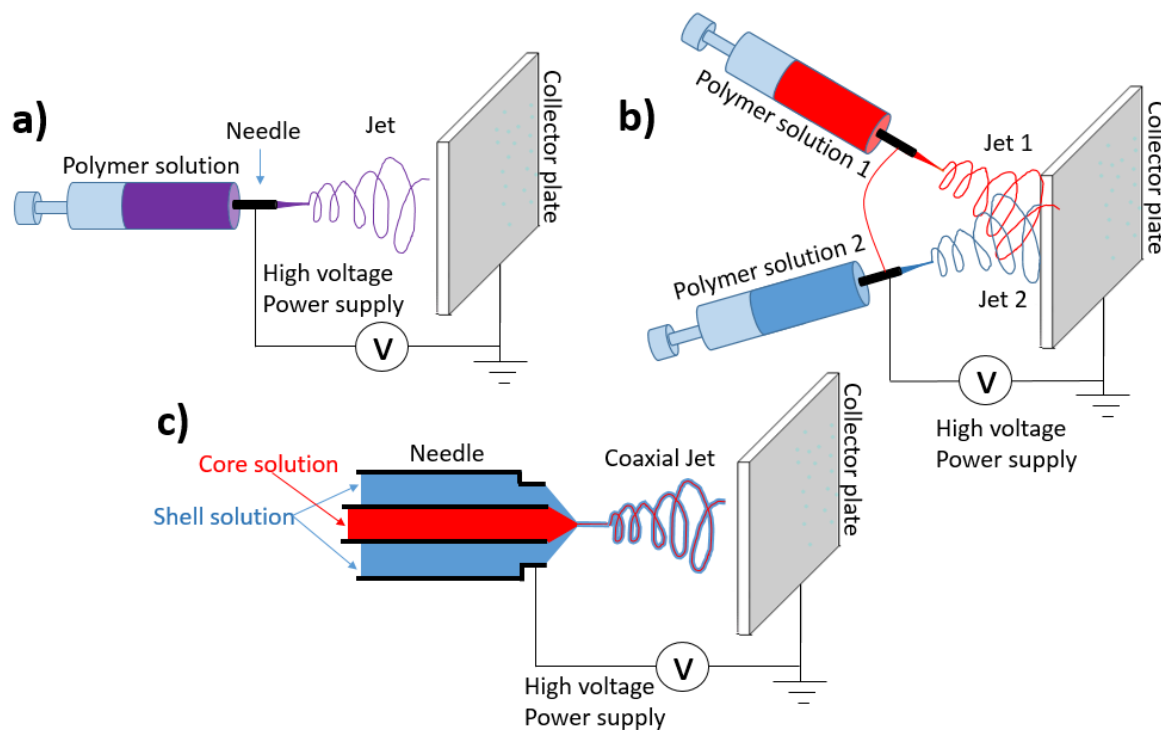 a)
Needle
Jet
Polymer solution
Collector plate
High voltage
Power supply
V
b)
Polymer solution 1
Jet 1
Collector plate
Polymer solution 2
Jet 2
V
High voltage
Power supply
c)
Core solution
Needle
Coaxial Jet
Shell solution
Collector plate
V
High voltage
Power supply